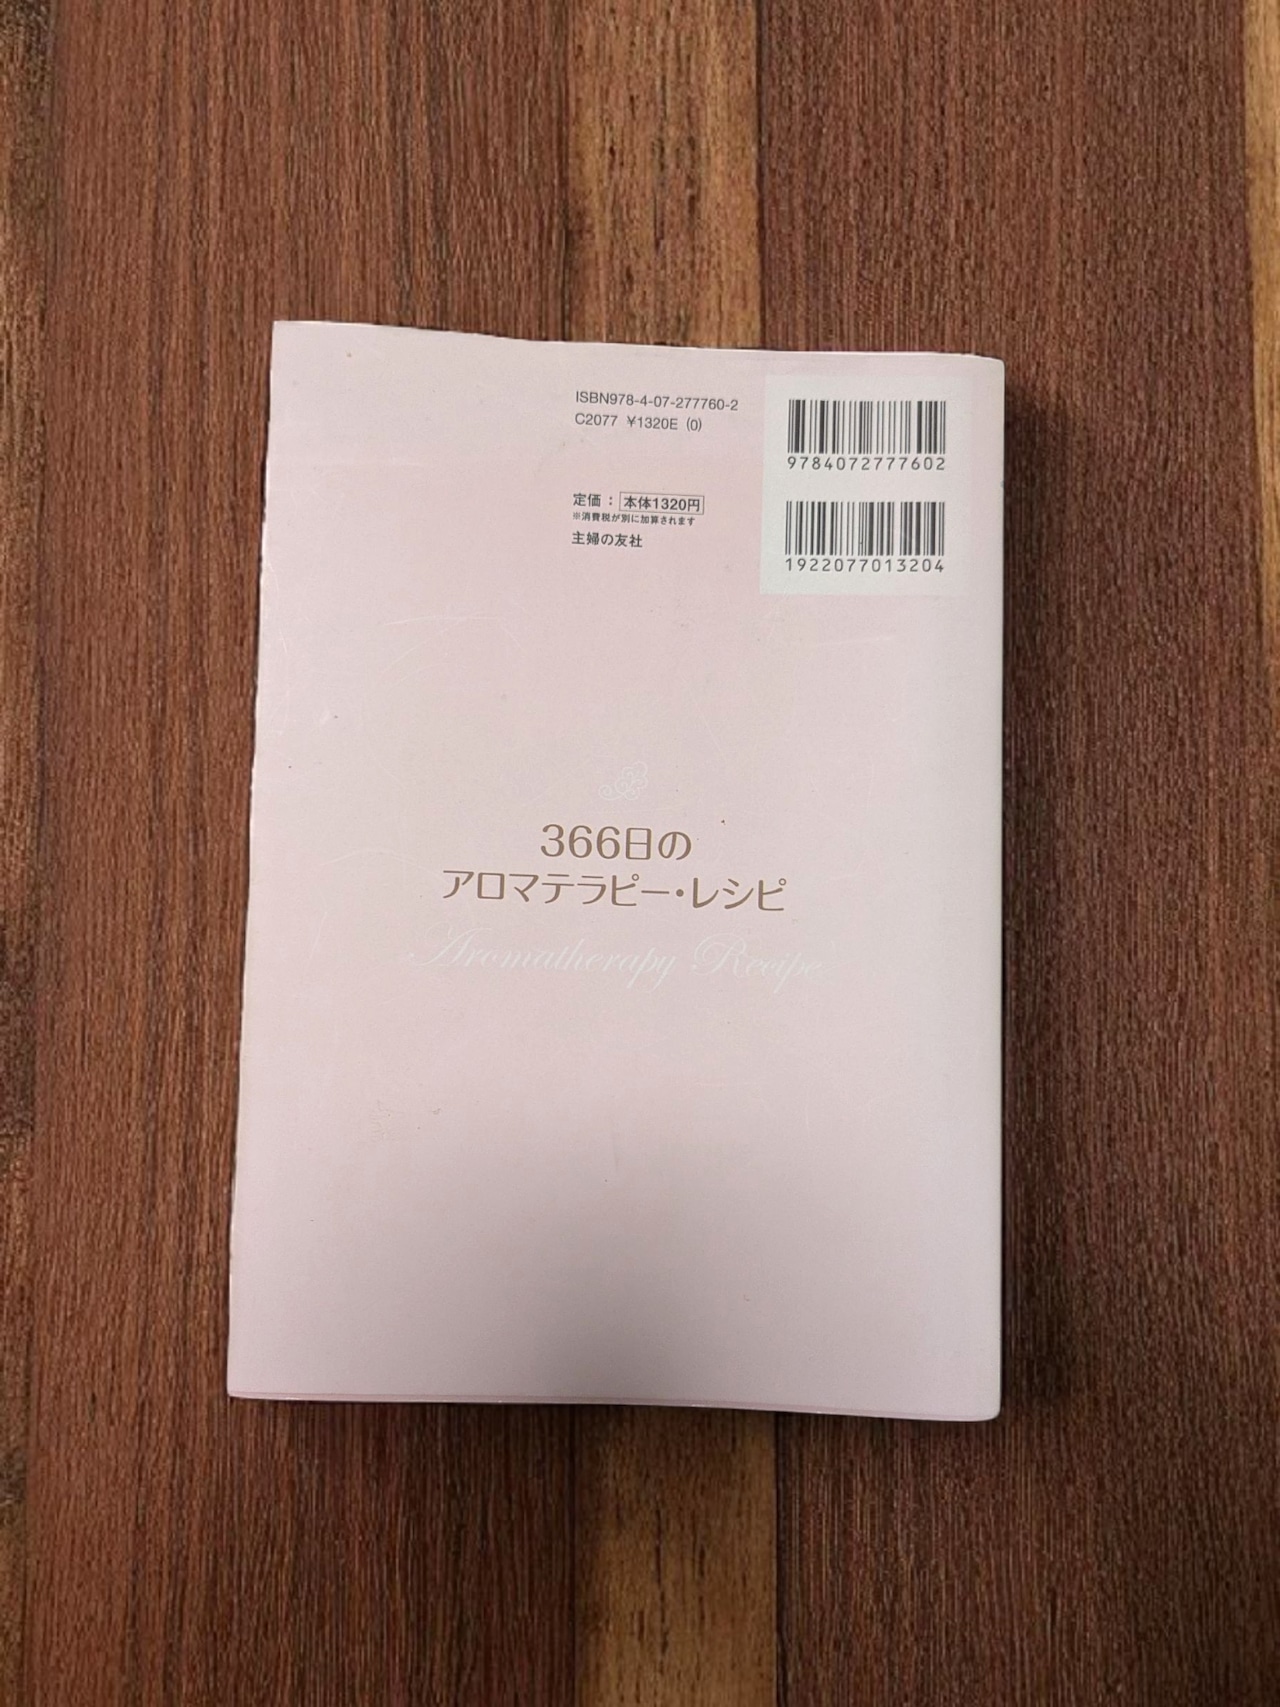 ISBN978-4-07-277760-2
C2077 ¥1320E (0)
9784072777602
定価：本体1320円
※消費税が別に加算されます
主婦の友社
1922077013204
366日の
アロマテラピー・レシピ
Aromatherapy Recipe